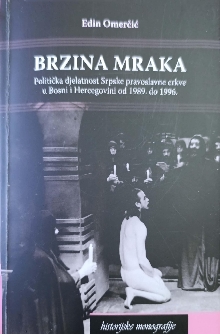 Edin Omerčić
BRZINA MRAKA
Politička djelatnost Srpske pravoslavne crkve
u Bosni i Hercegovini od 1989. do 1996.
historijske monografije